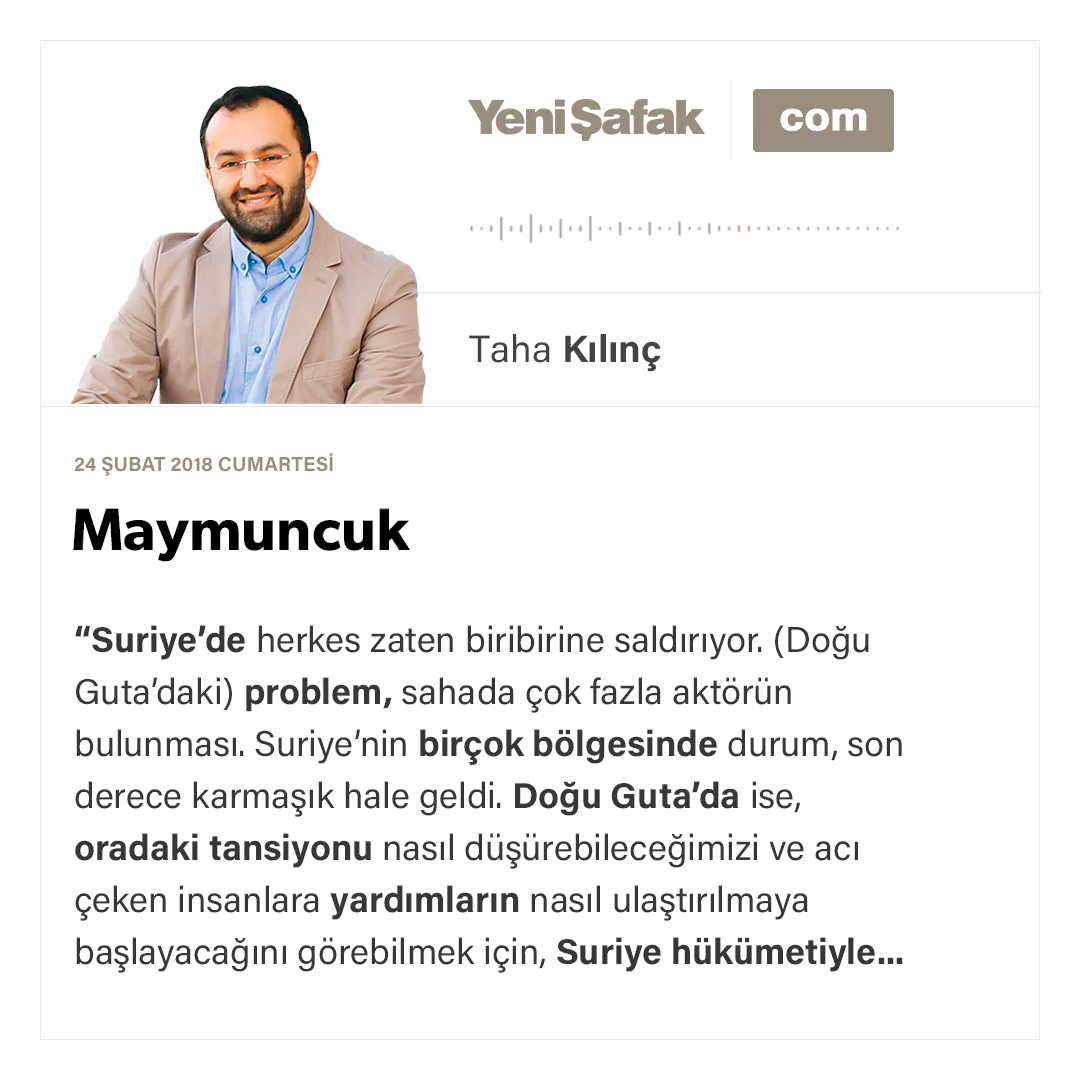 YeniŞafak com
Taha Kılınç
24 ŞUBAT 2018 CUMARTESİ
Maymuncuk
“Suriye’de herkes zaten biribirine saldırıyor. (Doğu
Guta’daki) problem, sahada çok fazla aktörün
bulunması. Suriye’nin birçok bölgesinde durum, son
derece karmaşık hale geldi. Doğu Guta’da ise,
oradaki tansiyonu nasıl düşürebileceğimizi ve acı
çeken insanlara yardımların nasıl ulaştırılmaya
başlayacağını görebilmek için, Suriye hükümetiyle...